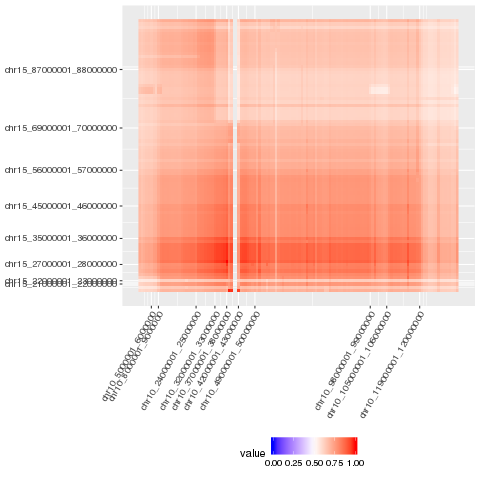 chr15_87000001_88000000
chr15_69000001_70000000
chr15_56000001_57000000
chr15_45000001_46000000
chr15_35000001_36000000
chr15_27000001_28000000
chr10_5000001_6000000
chr10_24000001_25000000
chr10_32000001_33000000
chr10_37000001_38000000
chr10_42000001_43000000
chr10_49000001_50000000
chr10_98000001_99000000
chr10_105000001_106000000
chr10_119000001_120000000
value
0.00 0.25 0.50 0.75 1.00